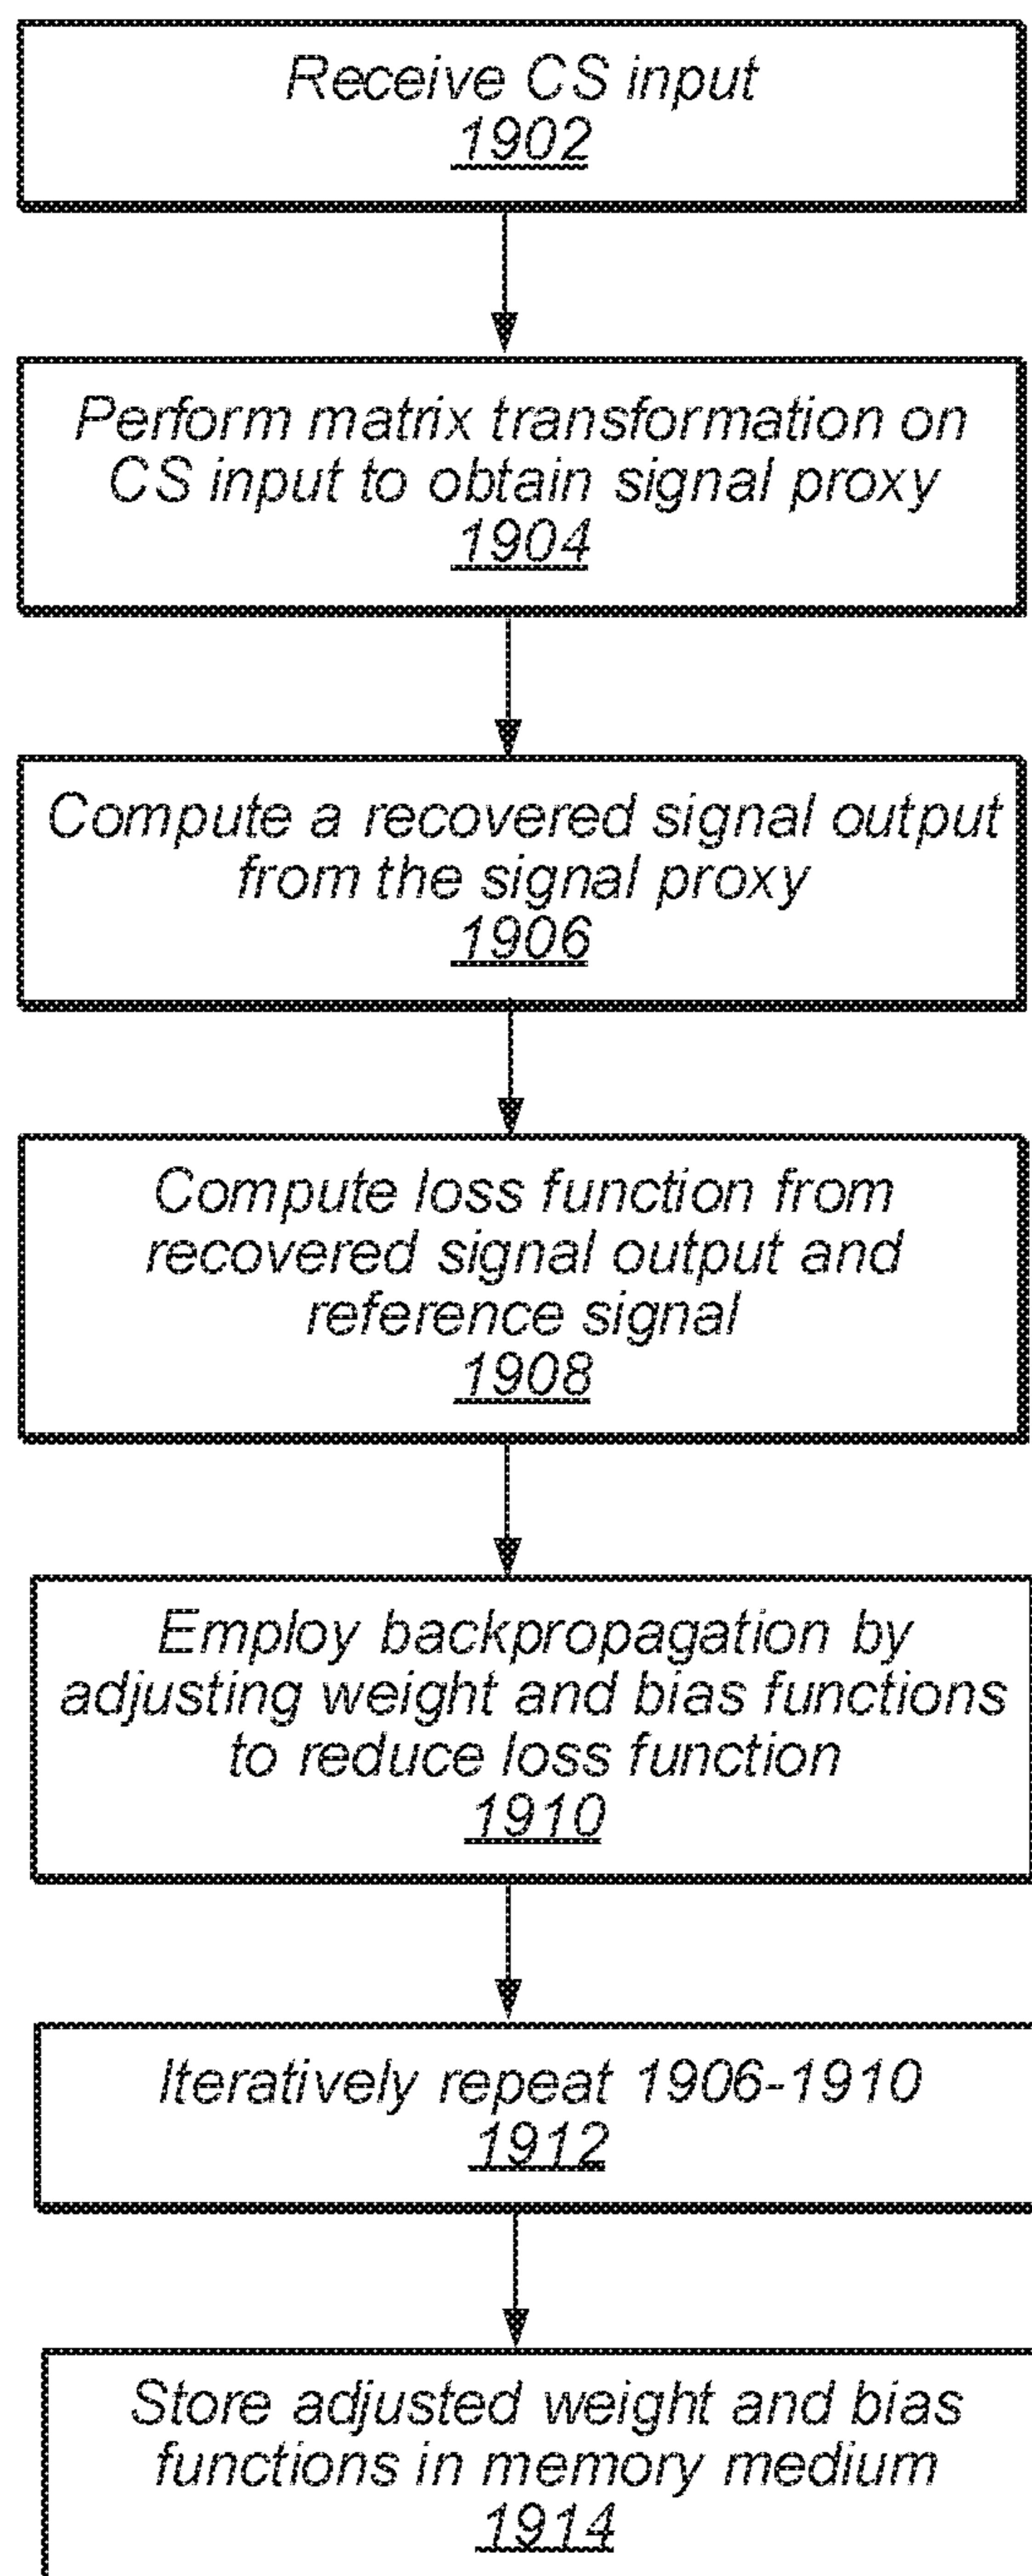 Receive CS input
1902
Perform matrix transformation on
CS input to obtain signal proxy
1904
Compute a recovered signal output
from the signal proxy
1906
Compute loss function from
recovered signal output and
reference signal
1908
Employ backpropagation by
adjusting weight and bias functions
to reduce loss function
1910
Iteratively repeat 1906-1910
1912
Store adjusted weight and bias
functions in memory medium
1914